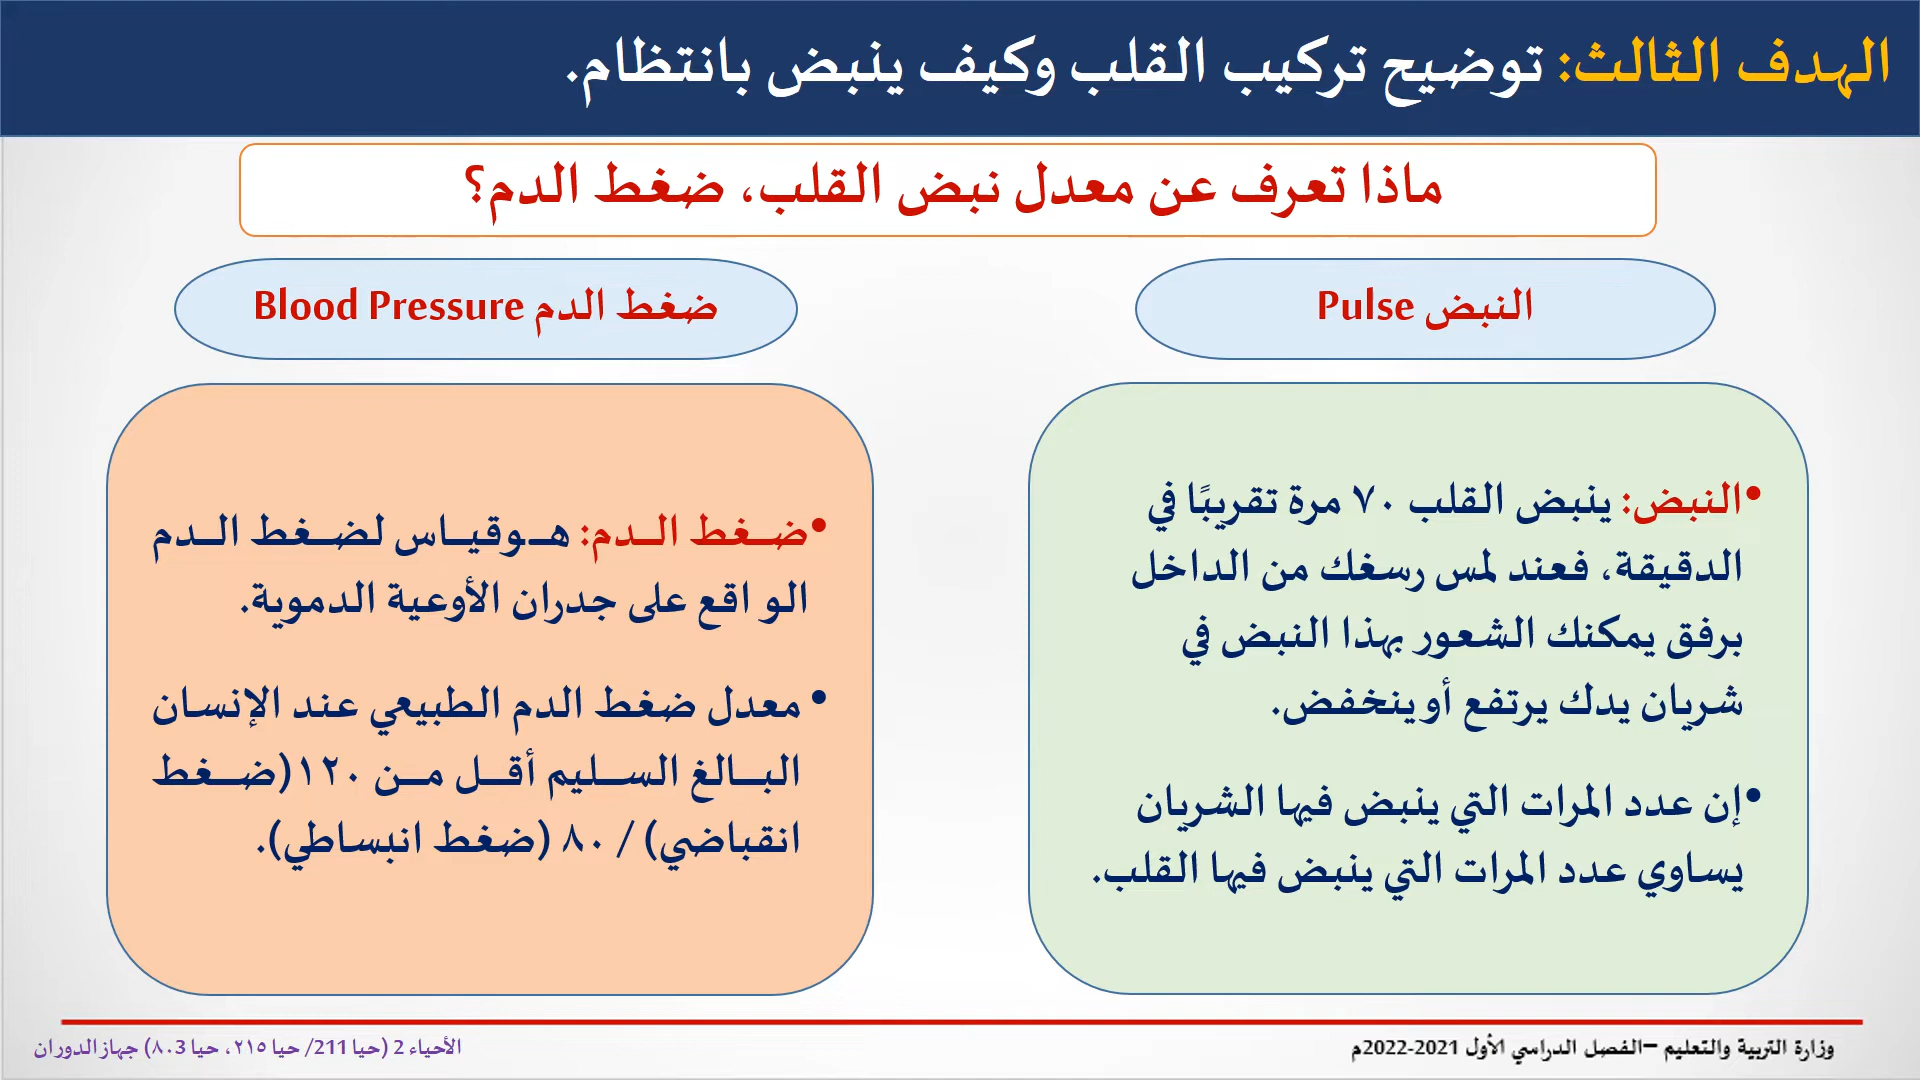 الهدف الثالث: توضيح تركيب القلب وكيف ينبض بانتظام.
ماذا تعرف عن معدل نبض القلب، ضغط الدم؟
النبض Pulse
•النبض: ينبض القلب ٧٠ مرة تقريبًا في
الدقيقة، فعند لمس رسغك من الداخل
برفق يمكنك الشعور بهذا النبض في
شريان يدك يرتفع أو ينخفض.
•إن عدد المرات التي ينبض فيها الشريان
يساوي عدد المرات التي ينبض فيها القلب.
ضغط الدم Blood Pressure
•ضغط الدم: هو قياس لضغط الدم
الواقع على جدران الأوعية الدموية.
• معدل ضغط الدم الطبيعي عند الإنسان
البالغ السليم أقل من ١٢٠ (ضغط
انقباضي) / ٨٠ (ضغط انبساطي).
وزارة التربية والتعليم –الفصل الدراسي الأول 2021-2022م
الأحياء 2 (حيا 211/ حيا ٢١٥، حيا ٨٠3) جهاز الدوران